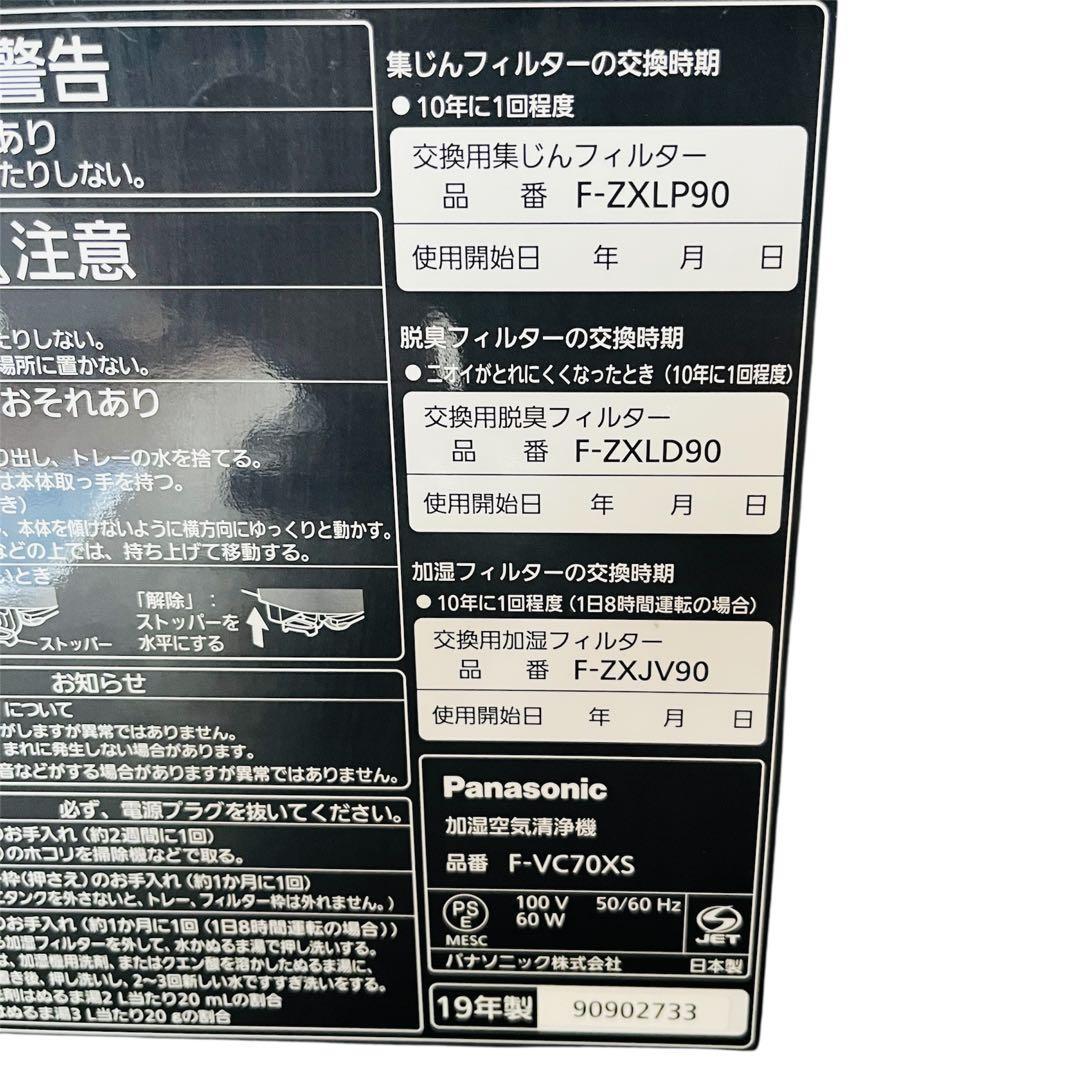 警告
あり
たりしない。
注意
たりしない。
場所に置かない。
おそれあり
り出し、トレーの水を捨てる。
は本体取っ手を持つ。
き)
、本体を傾けないように横方向にゆっくりと動かす。
などの上では、持ち上げて移動する。
いとき
「解除」：
ストッパーを
水平にする
ストッパー
お知らせ
について
がしますが異常ではありません。
まれに発生しない場合があります。
音などがする場合がありますが異常ではありません。
必ず、電源プラグを抜いてください。
のお手入れ(約2週間に1回)
のホコリを掃除機などで取る。
枠(押さえ)のお手入れ(約1か月に1回)
タンクを外さないと、トレー、フィルター枠は外れません。)
のお手入れ(約1か月に1回(1日8時間運転の場合))
加湿フィルターを外して、水かぬるま湯で押し洗いする。
は、加湿機用洗剤、またはクエン酸を溶かしたぬるま湯に、
き後、押し洗いし、2～3回新しい水ですすぎ洗いをする。
洗剤はぬるま湯2 L当たり20 mLの割合
はぬるま湯3 L当たり20 gの割合
集じんフィルターの交換時期
●10年に1回程度
交換用集じんフィルター
品 番 F-ZXLP90
使用開始日 年 月 日
脱臭フィルターの交換時期
●ニオイがとれにくくなったとき(10年に1回程度)
交換用脱臭フィルター
品 番 F-ZXLD90
使用開始日 年 月 日
加湿フィルターの交換時期
●10年に1回程度(1日8時間運転の場合)
交換用加湿フィルター
品 番 F-ZXJV90
使用開始日 年 月 日
Panasonic
加湿空気清浄機
品番 F-VC70XS
PSE
MESC
100 V 50/60 Hz
60 W
JET
パナソニック株式会社 日本製
19年製 90902733